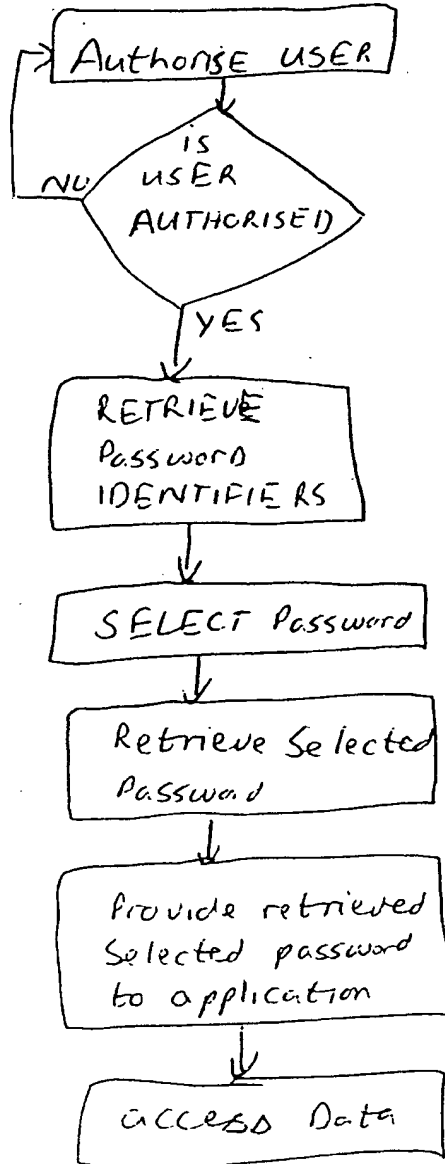 Authorise USER
is
USER
AUTHORISED
NO
YES
RETRIEVE
Password
IDENTIFIERS
SELECT Password
Retrieve Selected
Password
Provide retrieved
Selected password
to application
access Data